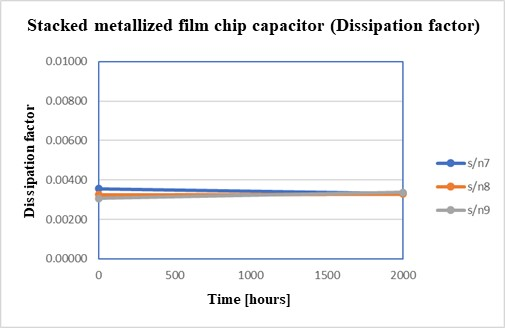 Stacked metallized film chip capacitor (Dissipation factor)
0.01000
0.00800
0.00600
0.00400
0.00200
0.00000
Dissipation factor
0 500 1000 1500 2000
Time [hours]
s/n7
s/n8
s/n9